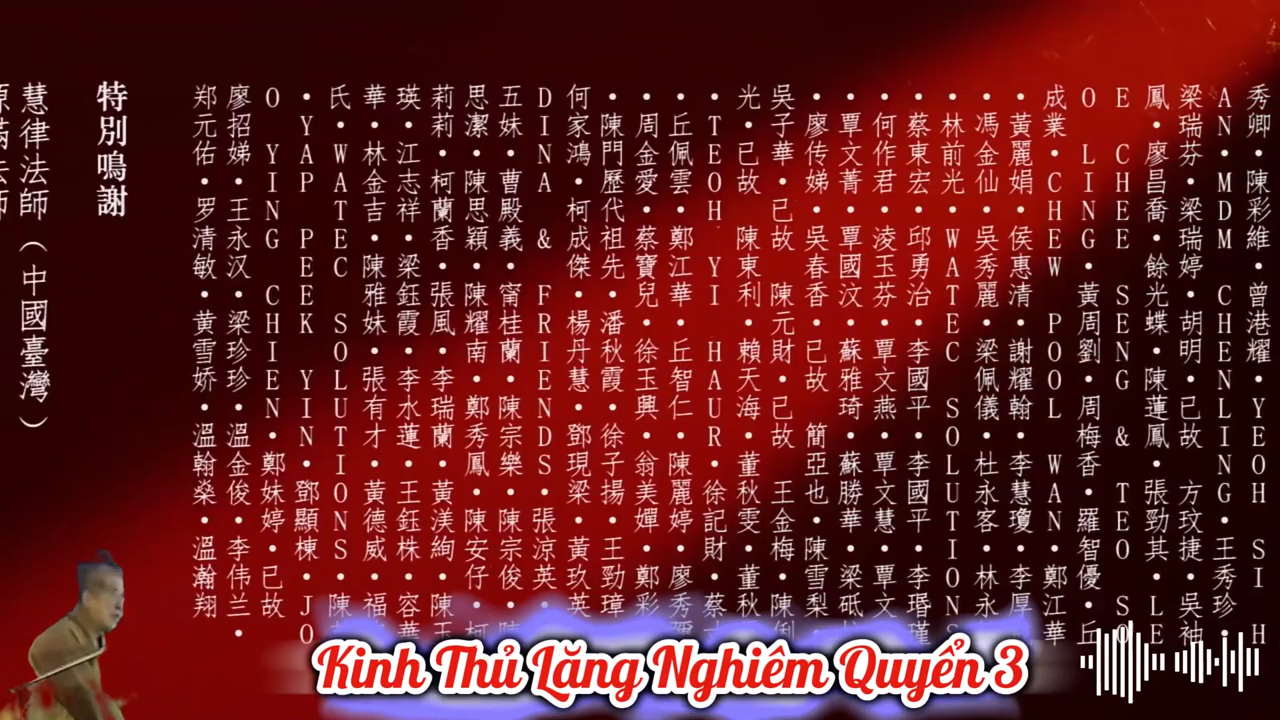 秀卿・陳彩維・曾港耀・YEOH SI H
AN・MDM CHENLING・王秀珍
梁瑞芬・梁瑞婷・胡明・已故 方玟捷・吳袖
鳳・廖昌喬・餘光蝶・陳蓮鳳・張勁其・LE
E CHEE SENG & TEO SO
O LING・黃周劉・周梅香・羅智優・丘
成業・CHEW POOL WAN・鄭江華
・黃麗娟・侯惠清・謝耀翰・李慧瓊・李厚
・馮金仙・吳秀麗・梁佩儀・杜永客・林永
・林前光・WATEC SOLUTIONS
・蔡東宏・邱勇治・李國平・李國平・李瑉瑾
・何作君・凌玉芬・覃文燕・覃文慧・覃文
・覃文菁・覃國汶・蘇雅琦・蘇勝華・梁砥
・廖传娣・吳春香・已故 簡亞也・陳雪梨
吳子華・已故 陳元財・已故 王金梅・陳俐
光・已故 陳東利・賴天海・董秋雯・董秋
・TEOH YI HAUR・徐記財・蔡
・丘佩雲・鄭江華・丘智仁・陳麗婷・廖秀
・周金愛・蔡寶兒・徐玉興・翁美嬋・鄭彩
・陳門歷代祖先・潘秋霞・徐子揚・王勁璋
何家鴻・柯成傑・楊丹慧・鄧現梁・黃玖英
DINA & FRIENDS・張涼英・
五妹・曹殿義・甯桂蘭・陳宗樂・陳宗俊・
思潔・陳思穎・陳耀南・鄭秀鳳・陳安仔・柯
莉莉・柯蘭香・張風・李瑞蘭・黃渼絢・陳玉
瑛・江志祥・梁鈺霞・李水蓮・王鈺株・容華
華・林金吉・陳雅妹・張有才・黃德威・福
氏・WATEC SOLUTIONS・陳
・YAP PEEK YIN・鄧顯棟・JO
O YING CHIEN・鄭妹婷・已故
廖招娣・王永汉・梁珍珍・溫金俊・李伟兰・
郑元佑・罗清敏・黄雪娇・溫翰燊・溫瀚翔
特別鳴謝
慧律法師（中國臺灣）
Kinh Thủ Lăng Nghiêm Quyển 3